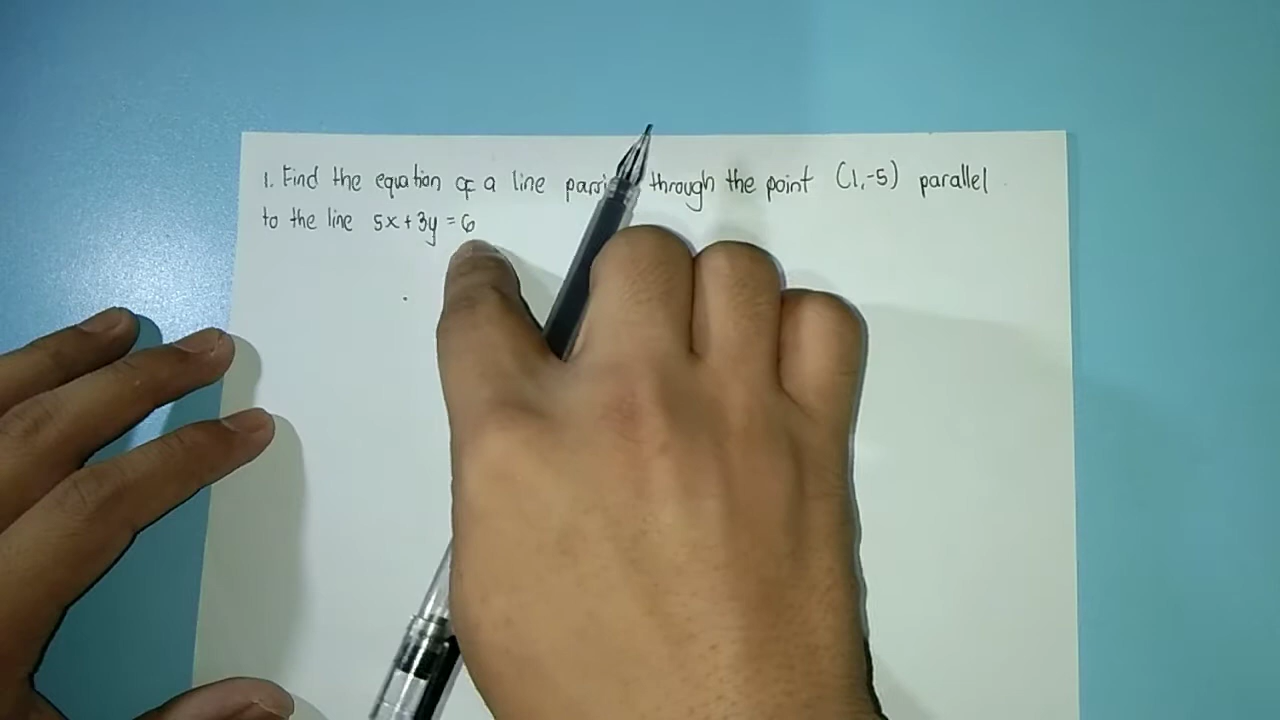 1. Find the equation of a line through the point (1,-5) parallel
to the line 5x + 3y = 6